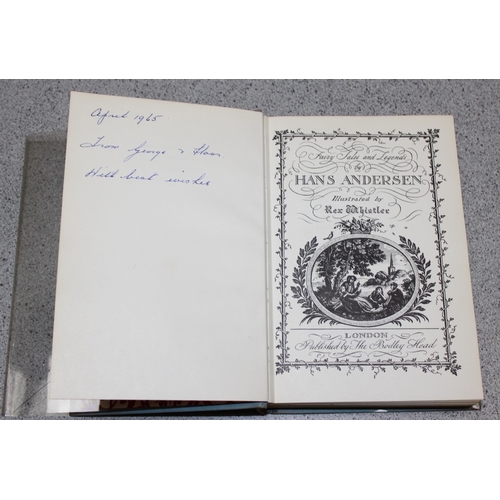 April 1965
From George & Flow
With best wishes
Fairy Tales and Legends
by
HANS ANDERSEN
Illustrated by
Rex Whistler
LONDON
Published by The Bodley Head